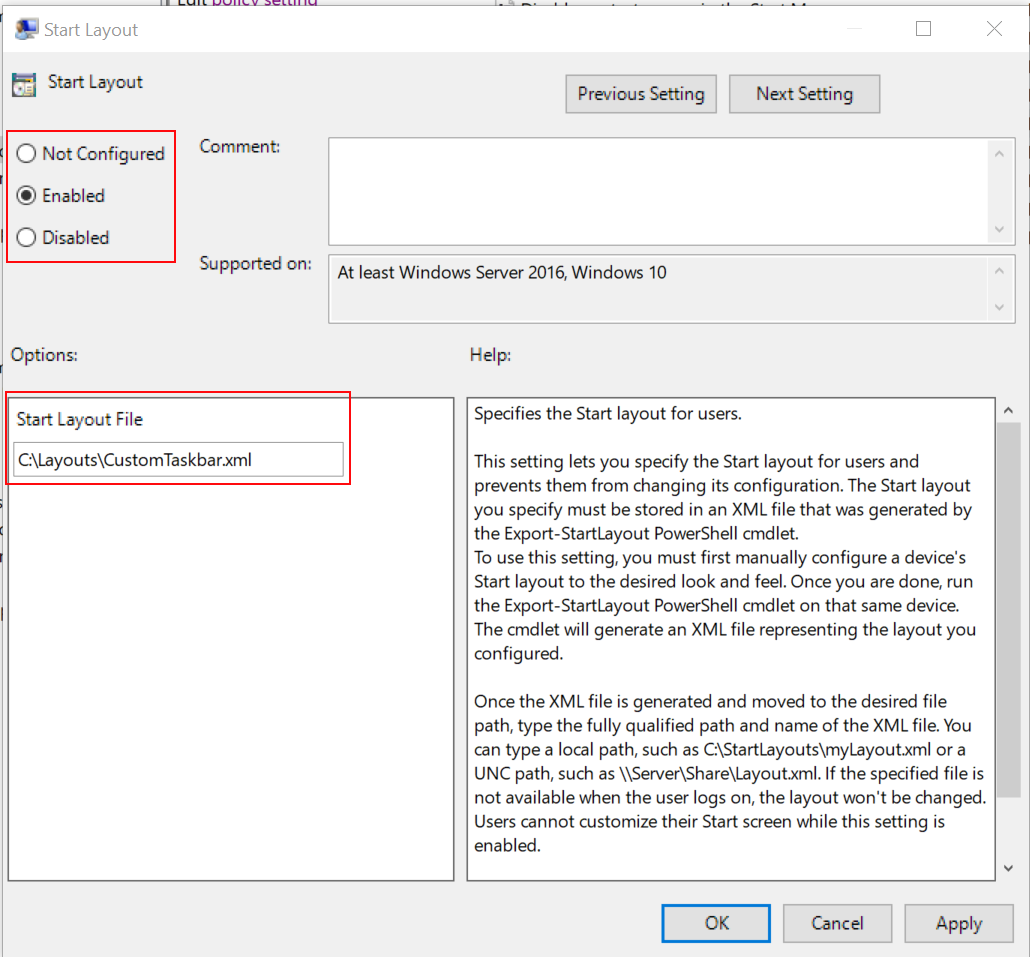 Edit policy setting
Start Layout
Start Layout
Previous Setting
Next Setting
Not Configured
Enabled
Disabled
Comment:
Supported on:
At least Windows Server 2016, Windows 10
Options:
Help:
Start Layout File
C:\Layouts\CustomTaskbar.xml
Specifies the Start layout for users.
This setting lets you specify the Start layout for users and
prevents them from changing its configuration. The Start layout
you specify must be stored in an XML file that was generated by
the Export-StartLayout PowerShell cmdlet.
To use this setting, you must first manually configure a device's
Start layout to the desired look and feel. Once you are done, run
the Export-StartLayout PowerShell cmdlet on that same device.
The cmdlet will generate an XML file representing the layout you
configured.
Once the XML file is generated and moved to the desired file
path, type the fully qualified path and name of the XML file. You
can type a local path, such as C:\StartLayouts\myLayout.xml or a
UNC path, such as \\Server\Share\Layout.xml. If the specified file is
not available when the user logs on, the layout won't be changed.
Users cannot customize their Start screen while this setting is
enabled.
OK
Cancel
Apply